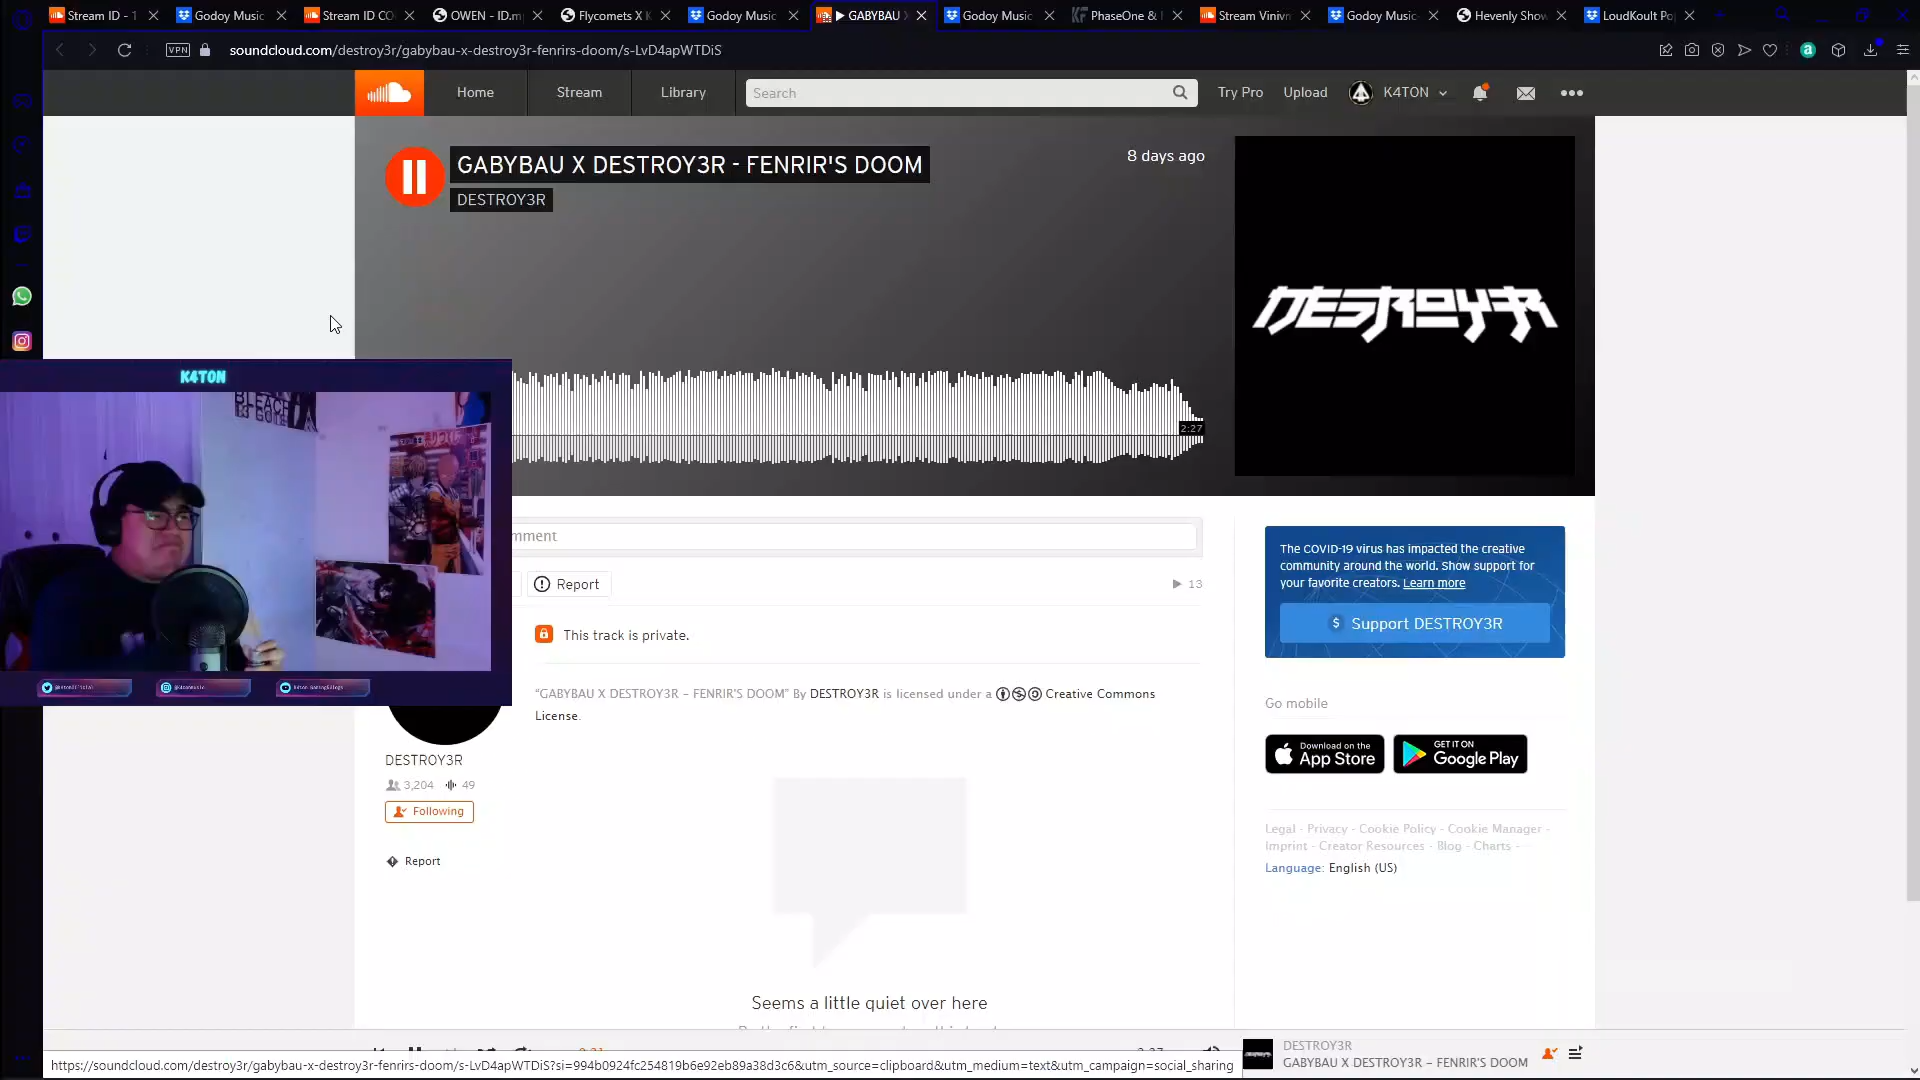 Stream ID - 1
Godoy Music
Stream ID CO
OWEN - ID.m
Flycomets X K
Godoy Music
▶ GABYBAU X
Godoy Music
PhaseOne & I
Stream Vinivn
Godoy Music-
Hevenly Show
LoudKoult Po
VPN
soundcloud.com/destroy3r/gabybau-x-destroy3r-fenrirs-doom/s-LvD4apWTDiS
Home
Stream
Library
Search
Try Pro
Upload
K4TON
GABYBAU X DESTROY3R - FENRIR'S DOOM
DESTROY3R
8 days ago
DESTROY3R
2:27
K4TON
BLEACH
mment
Report
13
This track is private.
“GABYBAU X DESTROY3R – FENRIR'S DOOM” By DESTROY3R is licensed under a Creative Commons
License.
DESTROY3R
3,204
49
Following
Report
The COVID-19 virus has impacted the creative
community around the world. Show support for
your favorite creators. Learn more
$ Support DESTROY3R
Go mobile
Download on the
App Store
GET IT ON
Google Play
Legal - Privacy - Cookie Policy - Cookie Manager -
Imprint - Creator Resources - Blog - Charts -
Language: English (US)
Seems a little quiet over here
https://soundcloud.com/destroy3r/gabybau-x-destroy3r-fenrirs-doom/s-LvD4apWTDiS?si=994b0924fc254819b6e92eb89a38d3c6&utm_source=clipboard&utm_medium=text&utm_campaign=social_sharing
DESTROY3R
GABYBAU X DESTROY3R – FENRIR'S DOOM